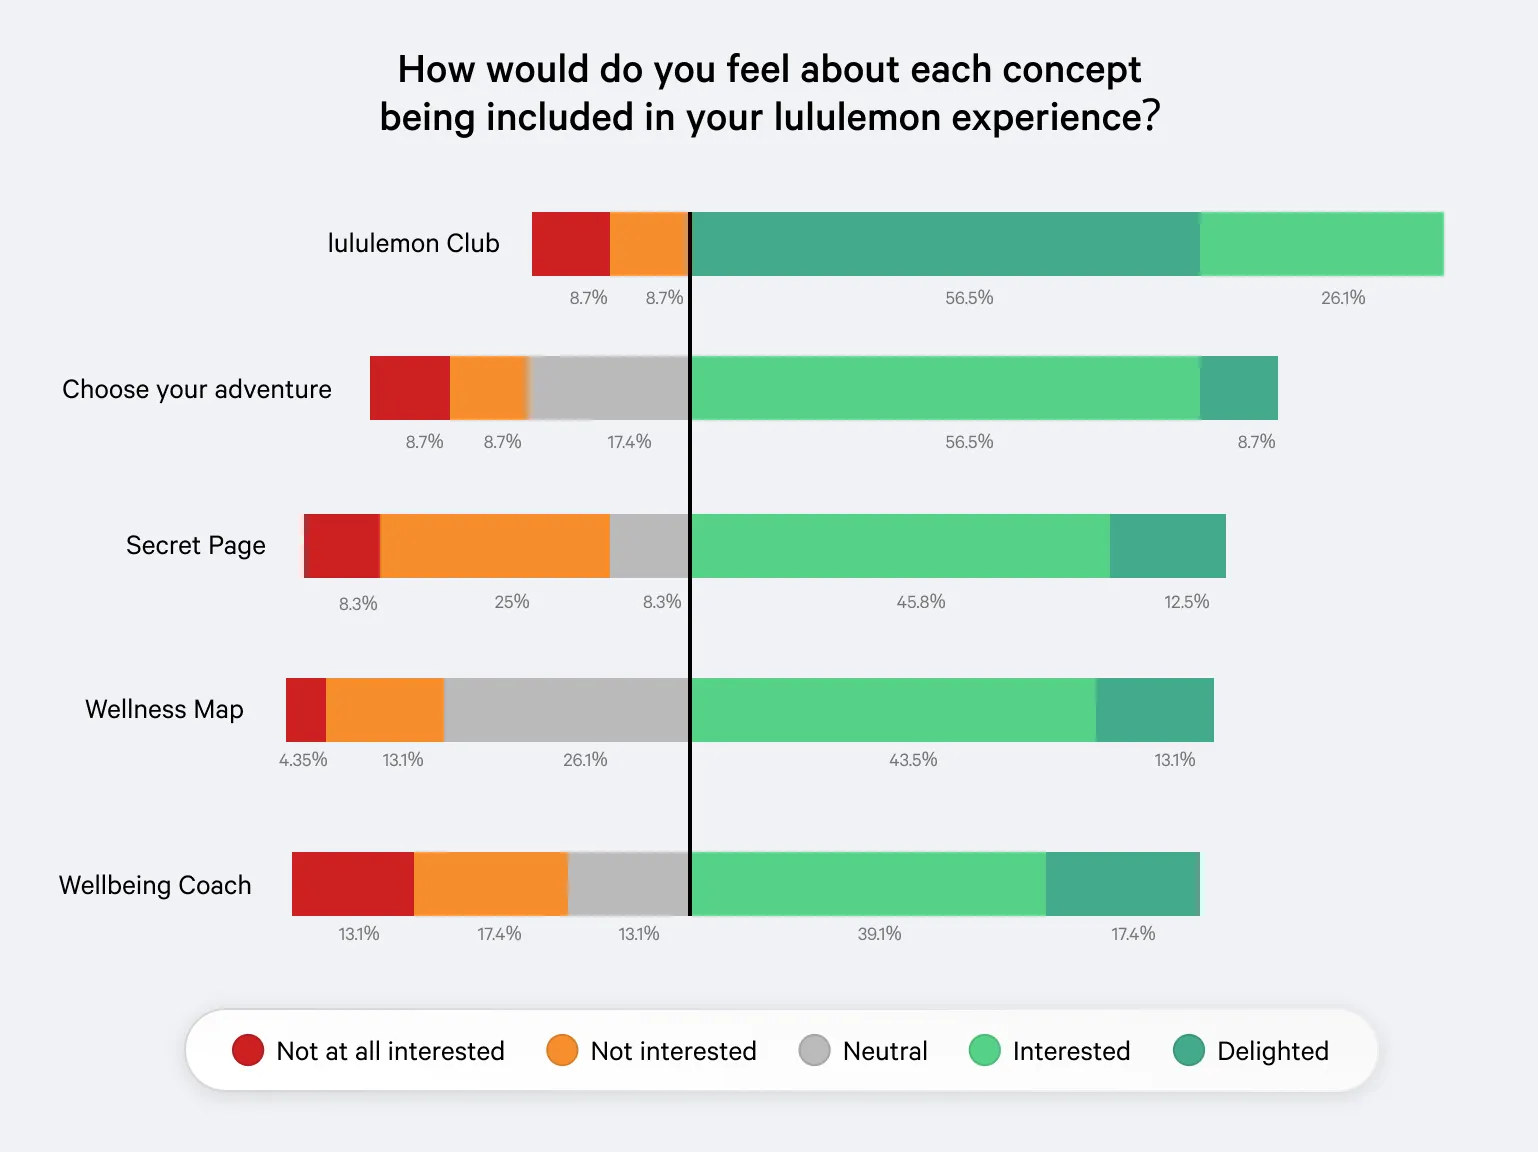 How would do you feel about each concept
being included in your lululemon experience?
lululemon Club
8.7% 8.7% 56.5% 26.1%
Choose your adventure
8.7% 8.7% 17.4% 56.5% 8.7%
Secret Page
8.3% 25% 8.3% 45.8% 12.5%
Wellness Map
4.35% 13.1% 26.1% 43.5% 13.1%
Wellbeing Coach
13.1% 17.4% 13.1% 39.1% 17.4%
Not at all interested Not interested Neutral Interested Delighted